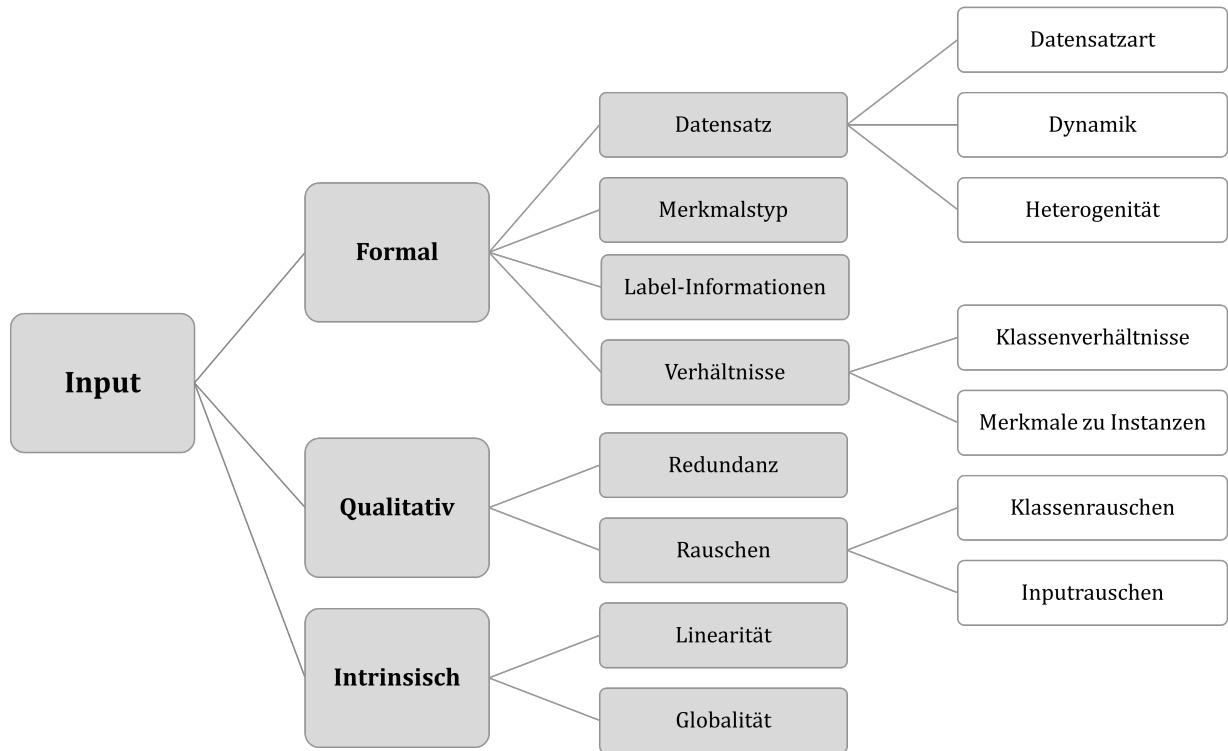 Input
Formal
Datensatz
Datensatzart
Dynamik
Heterogenität
Merkmalstyp
Label-Informationen
Verhältnisse
Klassenverhältnisse
Merkmale zu Instanzen
Qualitativ
Redundanz
Rauschen
Klassenrauschen
Inputrauschen
Intrinsisch
Linearität
Globalität